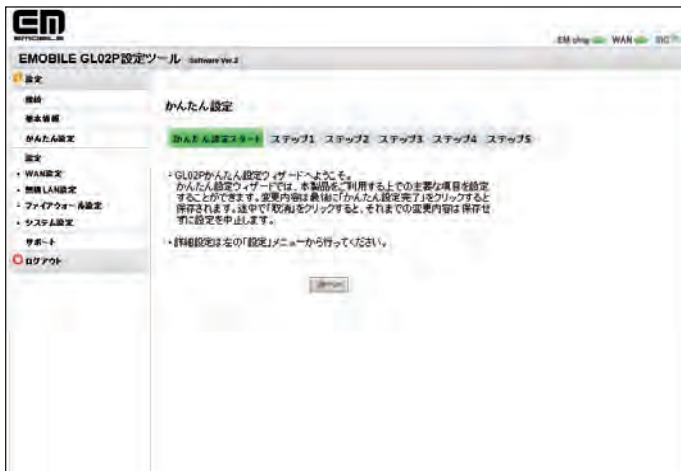 EM
EMOBILE
EM chip WAN
EMOBILE GL02P設定ツール Software Ver.2
設定
接続
基本情報
かんたん設定
設定
・WAN設定
・無線LAN設定
・ファイアウォール設定
・システム設定
サポート
ログアウト
かんたん設定
かんたん設定スタート ステップ1 ステップ2 ステップ3 ステップ4 ステップ5
・GL02Pかんたん設定ウィザードへようこそ。
かんたん設定ウィザードでは、本製品をご利用する上での主要な項目を設定
することができます。変更内容は最後に「かんたん設定完了」をクリックすると
保存されます。途中で「取消」をクリックすると、それまでの変更内容は保存せ
ずに設定を中止します。
・詳細設定は左の「設定」メニューから行ってください。